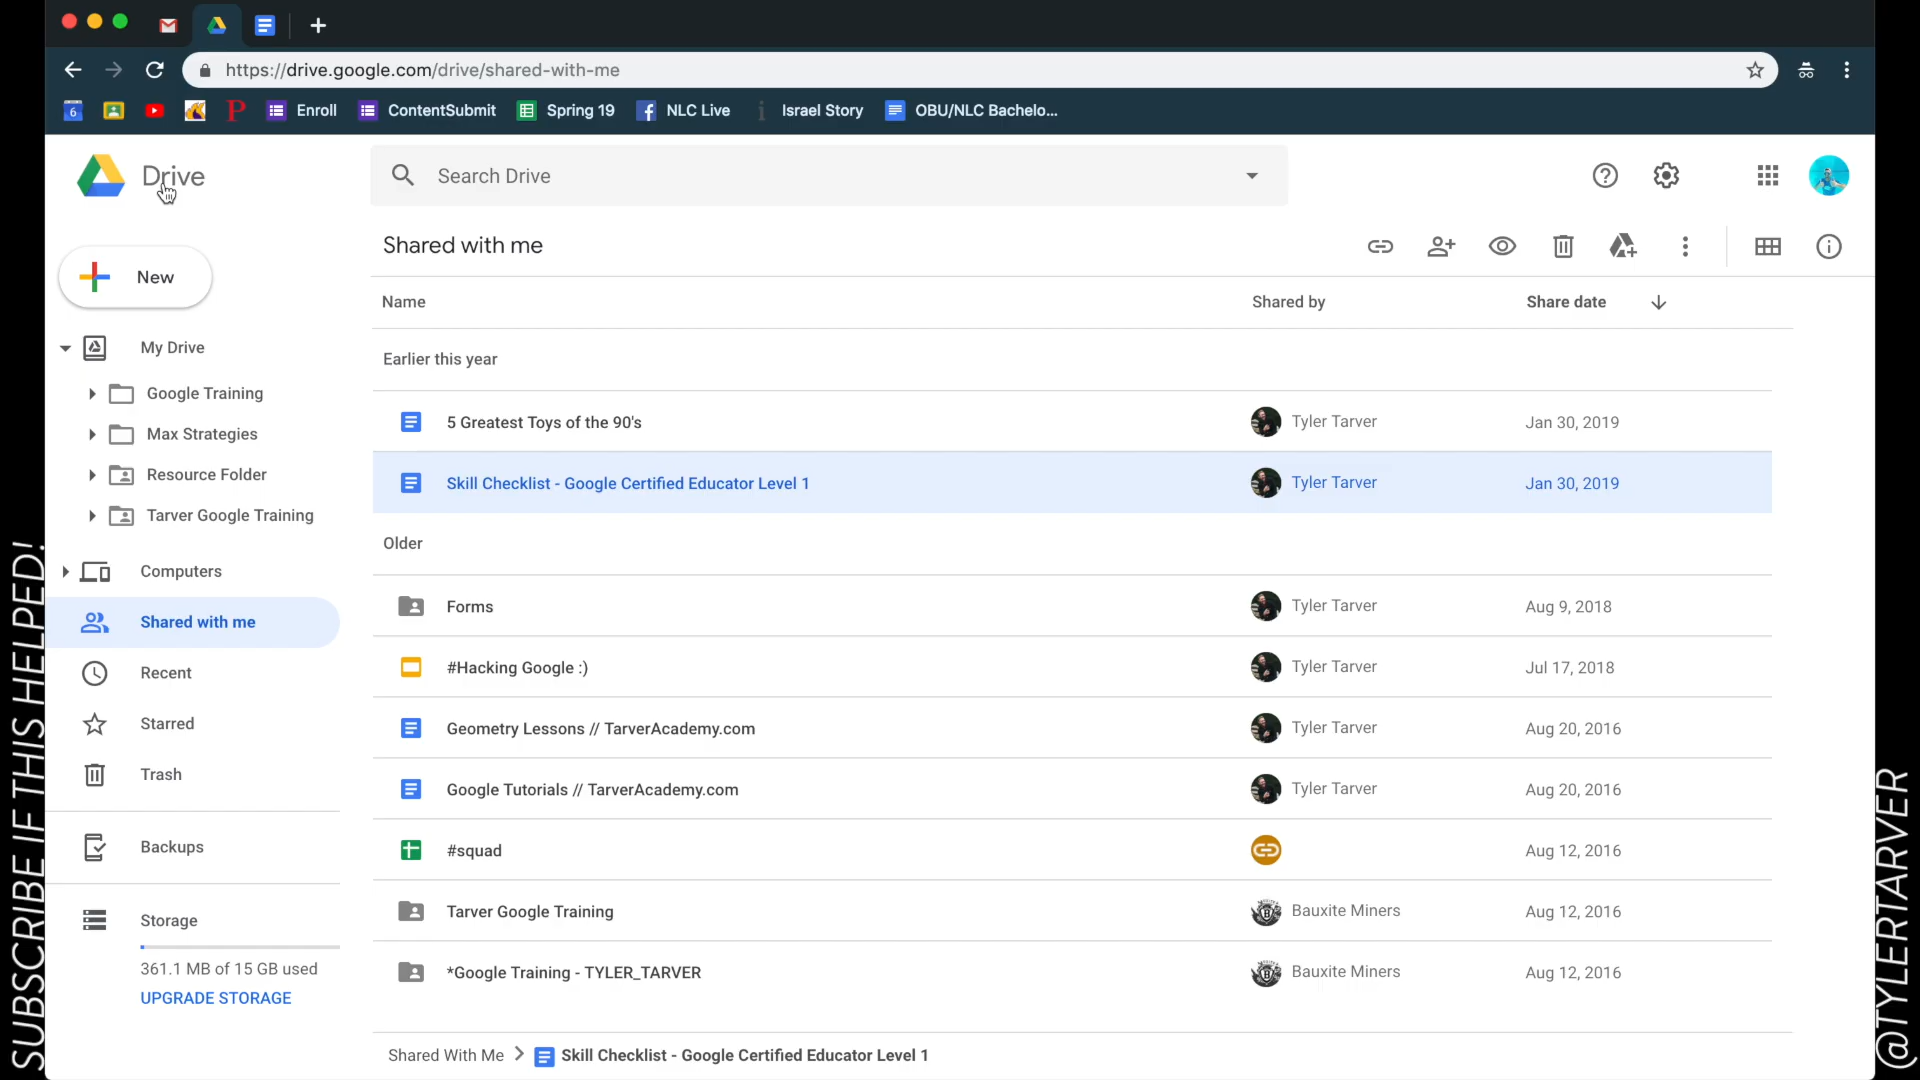 https://drive.google.com/drive/shared-with-me
6 P Enroll ContentSubmit Spring 19 f NLC Live i Israel Story OBU/NLC Bachelo...
Drive
Search Drive
New
My Drive
Google Training
Max Strategies
Resource Folder
Tarver Google Training
Computers
Shared with me
Recent
Starred
Trash
Backups
Storage
361.1 MB of 15 GB used
UPGRADE STORAGE
Shared with me
Name Shared by Share date
Earlier this year
5 Greatest Toys of the 90's Tyler Tarver Jan 30, 2019
Skill Checklist - Google Certified Educator Level 1 Tyler Tarver Jan 30, 2019
Older
Forms Tyler Tarver Aug 9, 2018
#Hacking Google :) Tyler Tarver Jul 17, 2018
Geometry Lessons // TarverAcademy.com Tyler Tarver Aug 20, 2016
Google Tutorials // TarverAcademy.com Tyler Tarver Aug 20, 2016
#squad Aug 12, 2016
Tarver Google Training Bauxite Miners Aug 12, 2016
*Google Training - TYLER_TARVER Bauxite Miners Aug 12, 2016
Shared With Me Skill Checklist - Google Certified Educator Level 1
SUBSCRIBE IF THIS HELPED!
@TYLERTARVER